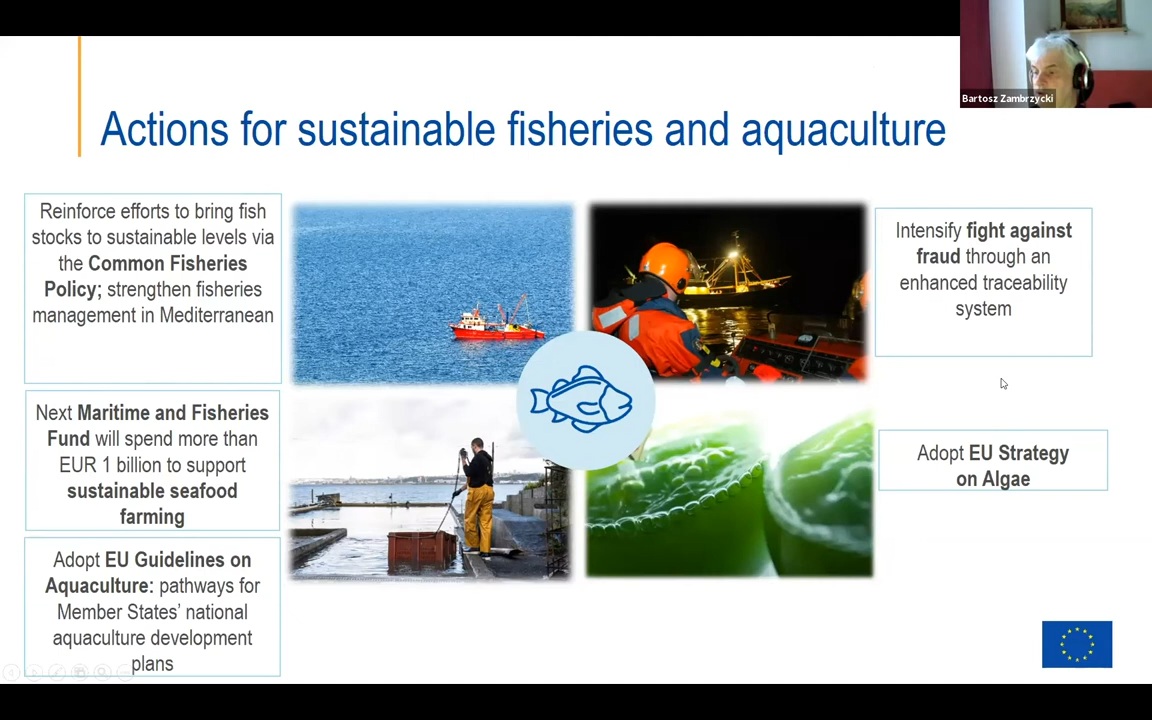 Bartosz Zambrzycki
Actions for sustainable fisheries and aquaculture
Reinforce efforts to bring fish
stocks to sustainable levels via
the Common Fisheries
Policy; strengthen fisheries
management in Mediterranean
Next Maritime and Fisheries
Fund will spend more than
EUR 1 billion to support
sustainable seafood
farming
Adopt EU Guidelines on
Aquaculture: pathways for
Member States’ national
aquaculture development
plans
Intensify fight against
fraud through an
enhanced traceability
system
Adopt EU Strategy
on Algae